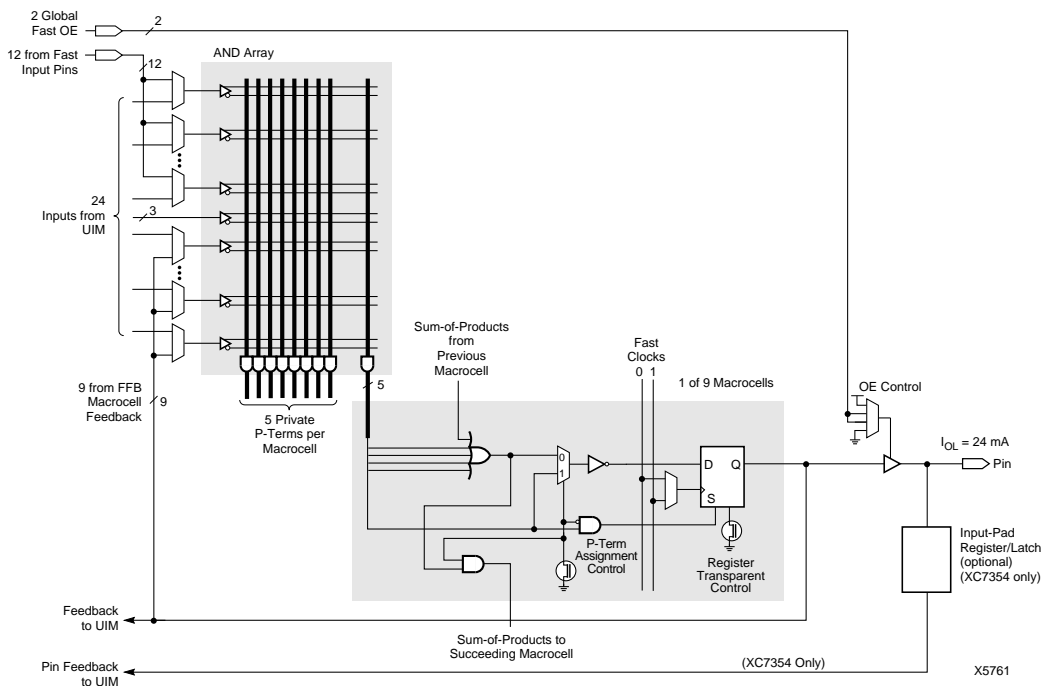 2 Global
Fast OE
2
12 from Fast
Input Pins
12
AND Array
24
Inputs from
UIM
3
Sum-of-Products
from
Previous
Macrocell
Fast
Clocks
0 1
1 of 9 Macrocells
OE Control
9 from FFB
Macrocell
Feedback
9
5 Private
P-Terms per
Macrocell
5
I_OL = 24 mA
Pin
0
1
D Q
S
P-Term
Assignment
Control
Register
Transparent
Control
Input-Pad
Register/Latch
(optional)
(XC7354 only)
Feedback
to UIM
Sum-of-Products to
Succeeding Macrocell
Pin Feedback
to UIM
(XC7354 Only)
X5761